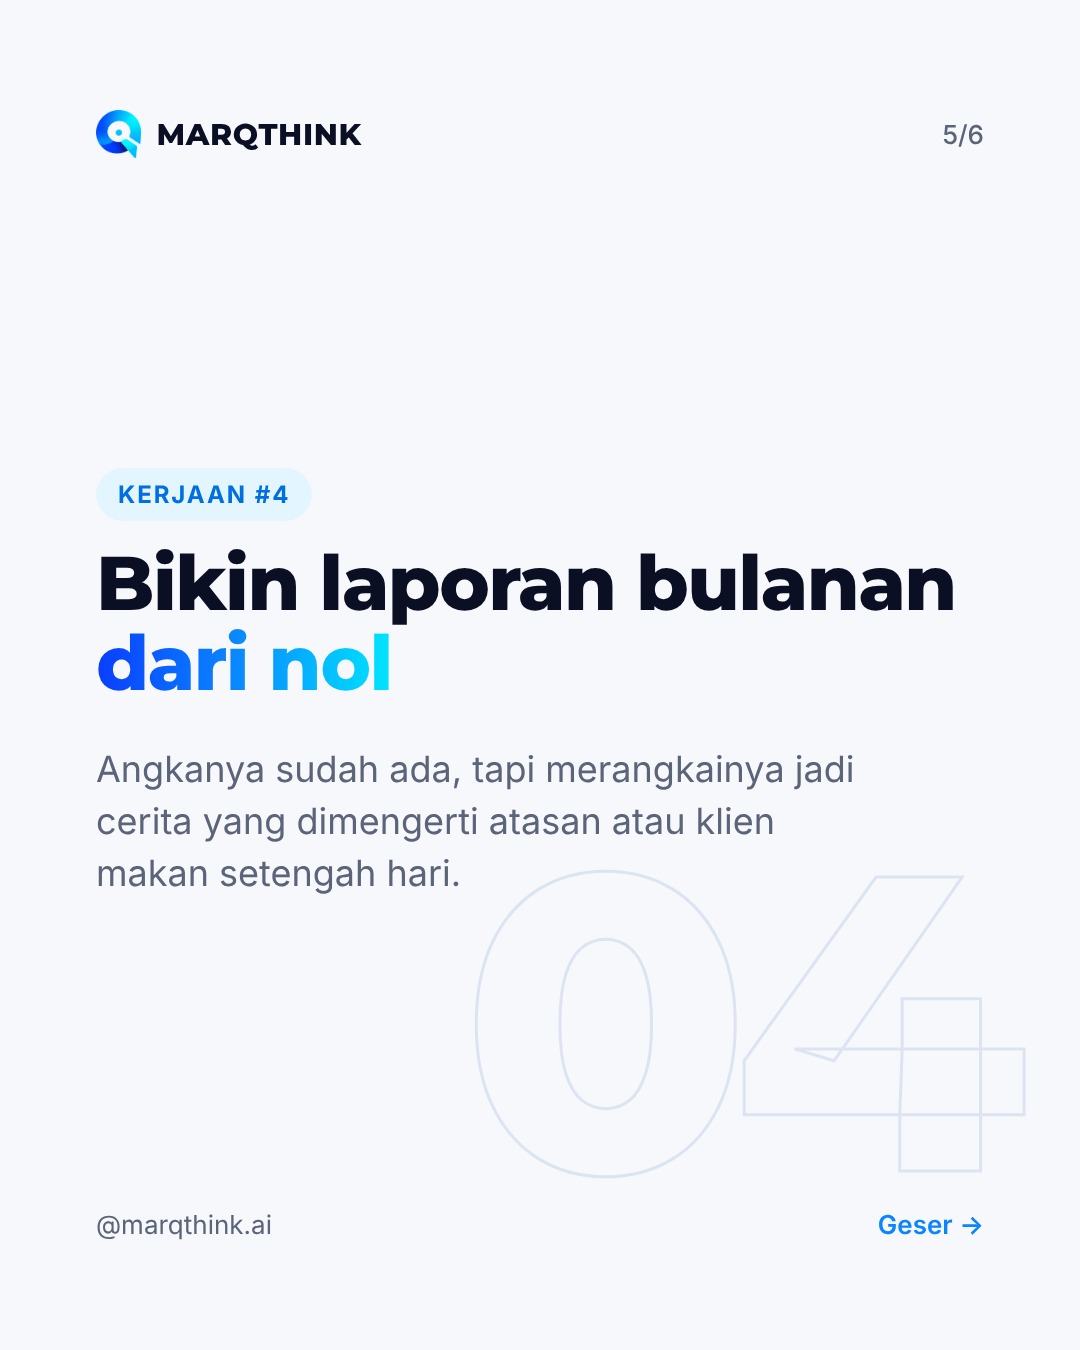 MARQTHINK
5/6
KERJAAN #4
Bikin laporan bulanan
dari nol
Angkanya sudah ada, tapi merangkainya jadi
cerita yang dimengerti atasan atau klien
makan setengah hari.
04
@marqthink.ai
Geser →